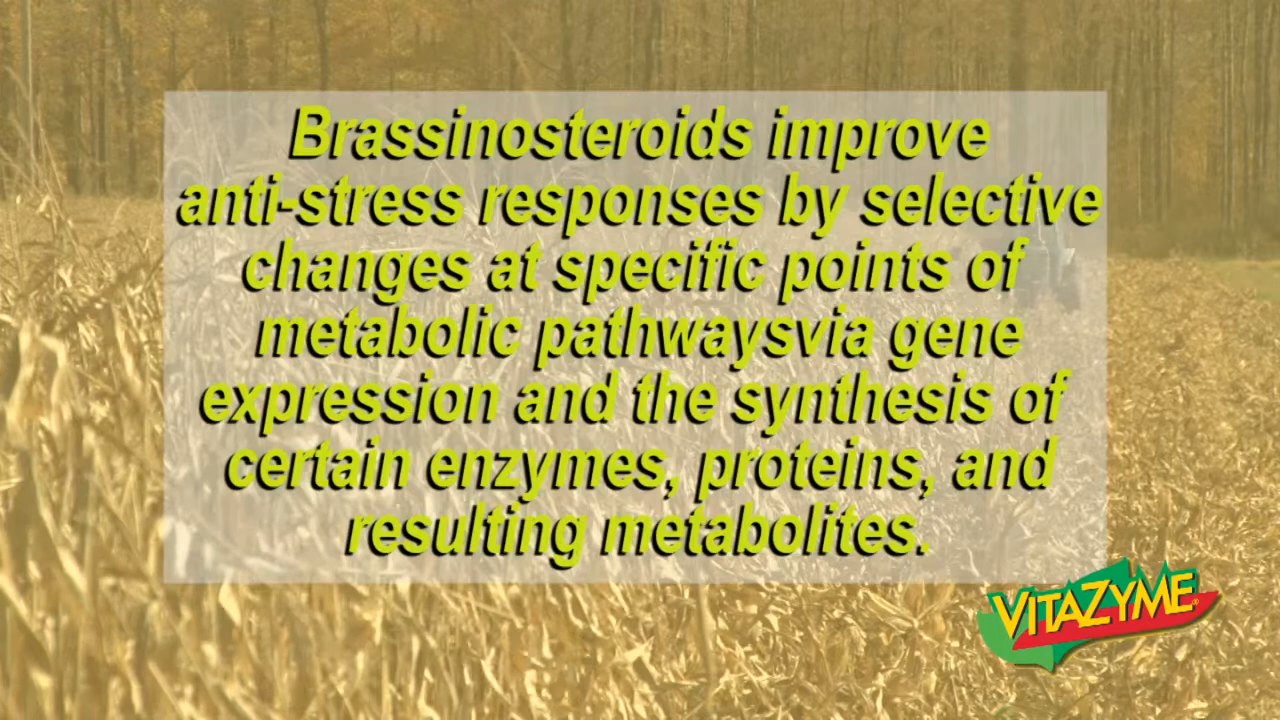 Brassinosteroids improve
anti-stress responses by selective
changes at specific points of
metabolic pathwaysvia gene
expression and the synthesis of
certain enzymes, proteins, and
resulting metabolites.
VITAZYME®